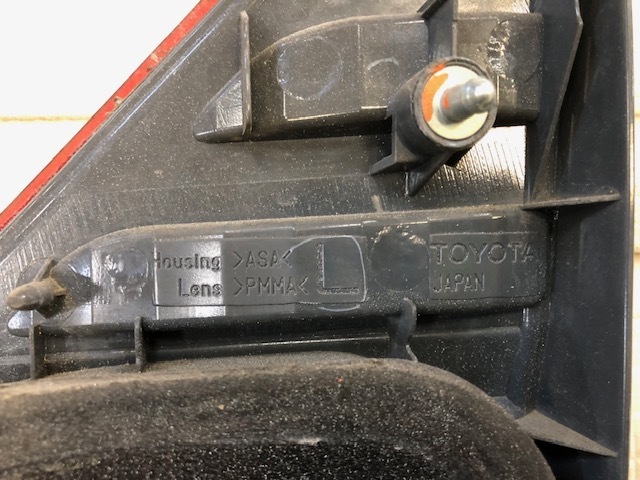 Housing >ASA< L TOYOTA
Lens >PMMA< JAPAN